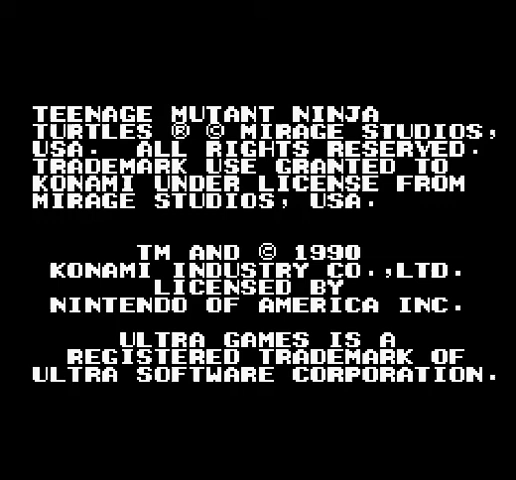 TEENAGE MUTANT NINJA
TURTLES ® © MIRAGE STUDIOS,
USA. ALL RIGHTS RESERVED.
TRADEMARK USE GRANTED TO
KONAMI UNDER LICENSE FROM
MIRAGE STUDIOS, USA.
TM AND © 1990
KONAMI INDUSTRY CO.,LTD.
LICENSED BY
NINTENDO OF AMERICA INC.
ULTRA GAMES IS A
REGISTERED TRADEMARK OF
ULTRA SOFTWARE CORPORATION.